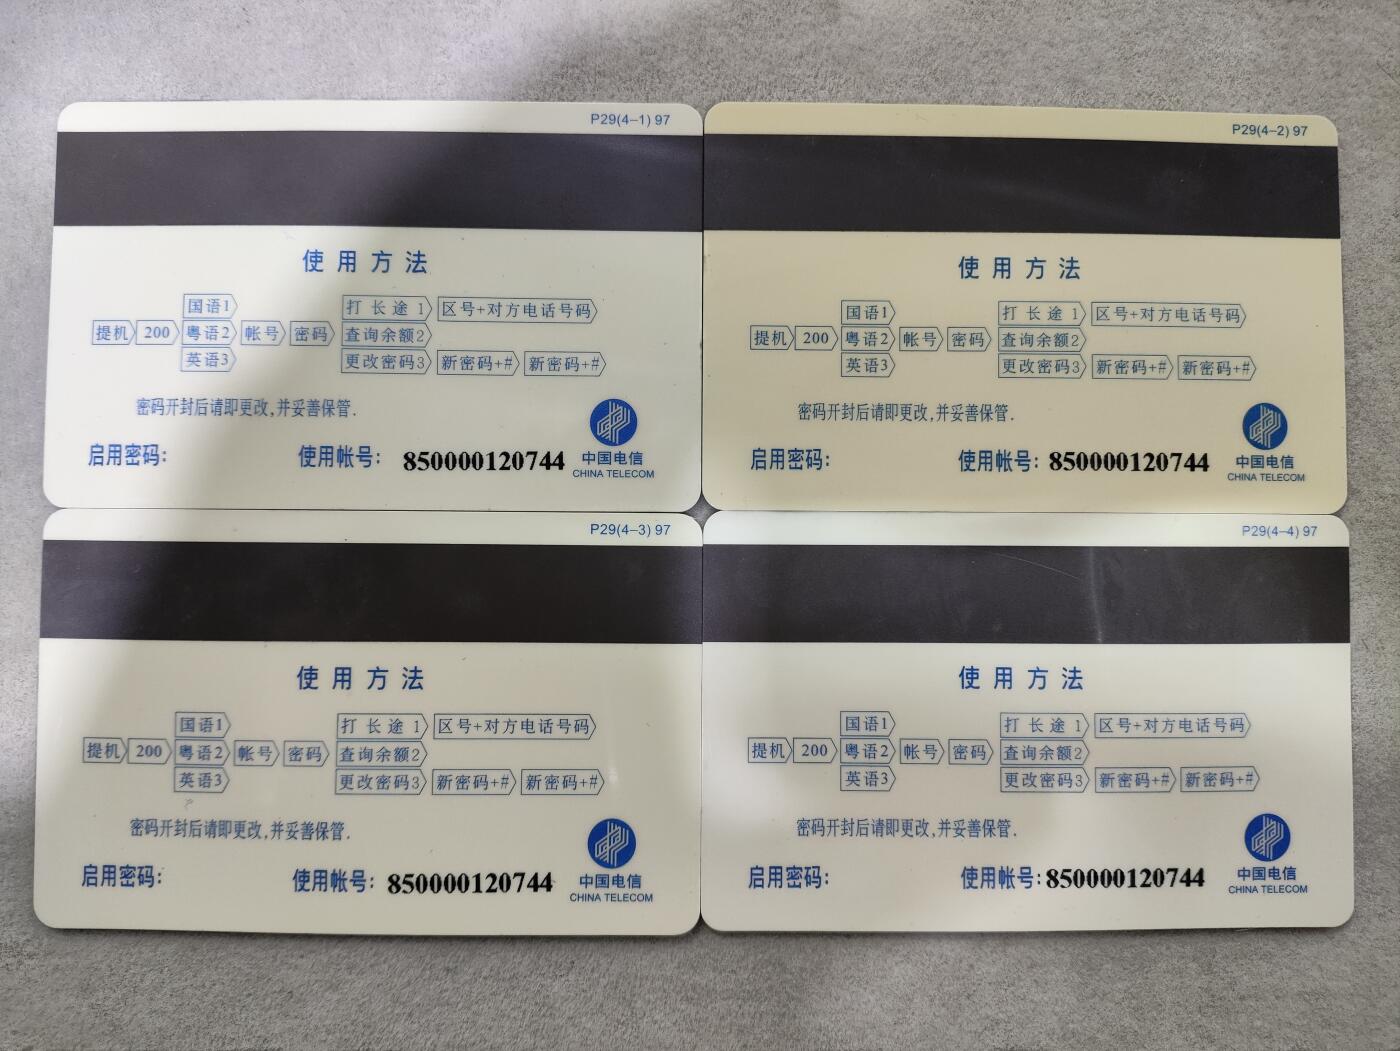 P29(4–1) 97
使用方法
国语1
打长途1 区号+对方电话号码
提机 200 粤语2 帐号 密码 查询余额2
英语3
更改密码3 新密码+# 新密码+#
密码开封后请即更改,并妥善保管.
启用密码: 使用帐号: 850000120744
中国电信
CHINA TELECOM
P29(4–2) 97
使用方法
国语1
打长途1 区号+对方电话号码
提机 200 粤语2 帐号 密码 查询余额2
英语3
更改密码3 新密码+# 新密码+#
密码开封后请即更改,并妥善保管.
启用密码: 使用帐号: 850000120744
中国电信
CHINA TELECOM
P29(4–3) 97
使用方法
国语1
打长途1 区号+对方电话号码
提机 200 粤语2 帐号 密码 查询余额2
英语3
更改密码3 新密码+# 新密码+#
密码开封后请即更改,并妥善保管.
启用密码: 使用帐号: 850000120744
中国电信
CHINA TELECOM
P29(4–4) 97
使用方法
国语1
打长途1 区号+对方电话号码
提机 200 粤语2 帐号 密码 查询余额2
英语3
更改密码3 新密码+# 新密码+#
密码开封后请即更改,并妥善保管.
启用密码: 使用帐号: 850000120744
中国电信
CHINA TELECOM